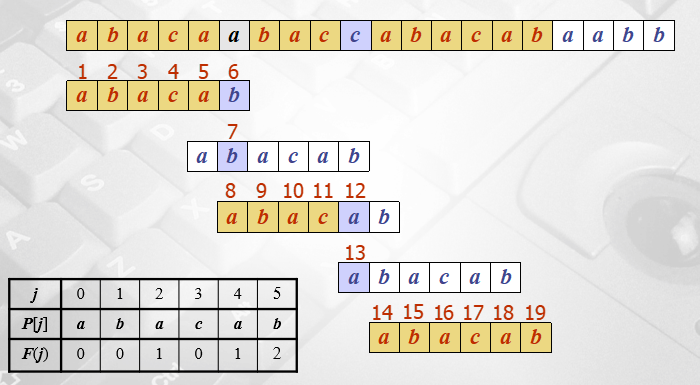 a b a c a a b a c c a b a c a b a a b b
1 2 3 4 5 6
a b a c a b
7
a b a c a b
8 9 10 11 12
a b a c a b
13
a b a c a b
14 15 16 17 18 19
a b a c a b
j 0 1 2 3 4 5
P[j] a b a c a b
F(j) 0 0 1 0 1 2